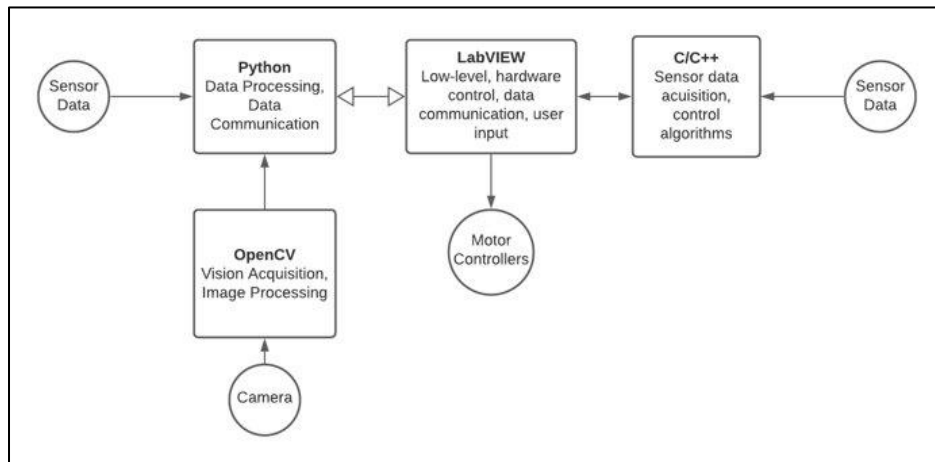 Sensor
Data
Python
Data Processing,
Data
Communication
LabVIEW
Low-level, hardware
control, data
communication, user
input
C/C++
Sensor data
acuisition,
control
algorithms
Sensor
Data
OpenCV
Vision Acquisition,
Image Processing
Motor
Controllers
Camera